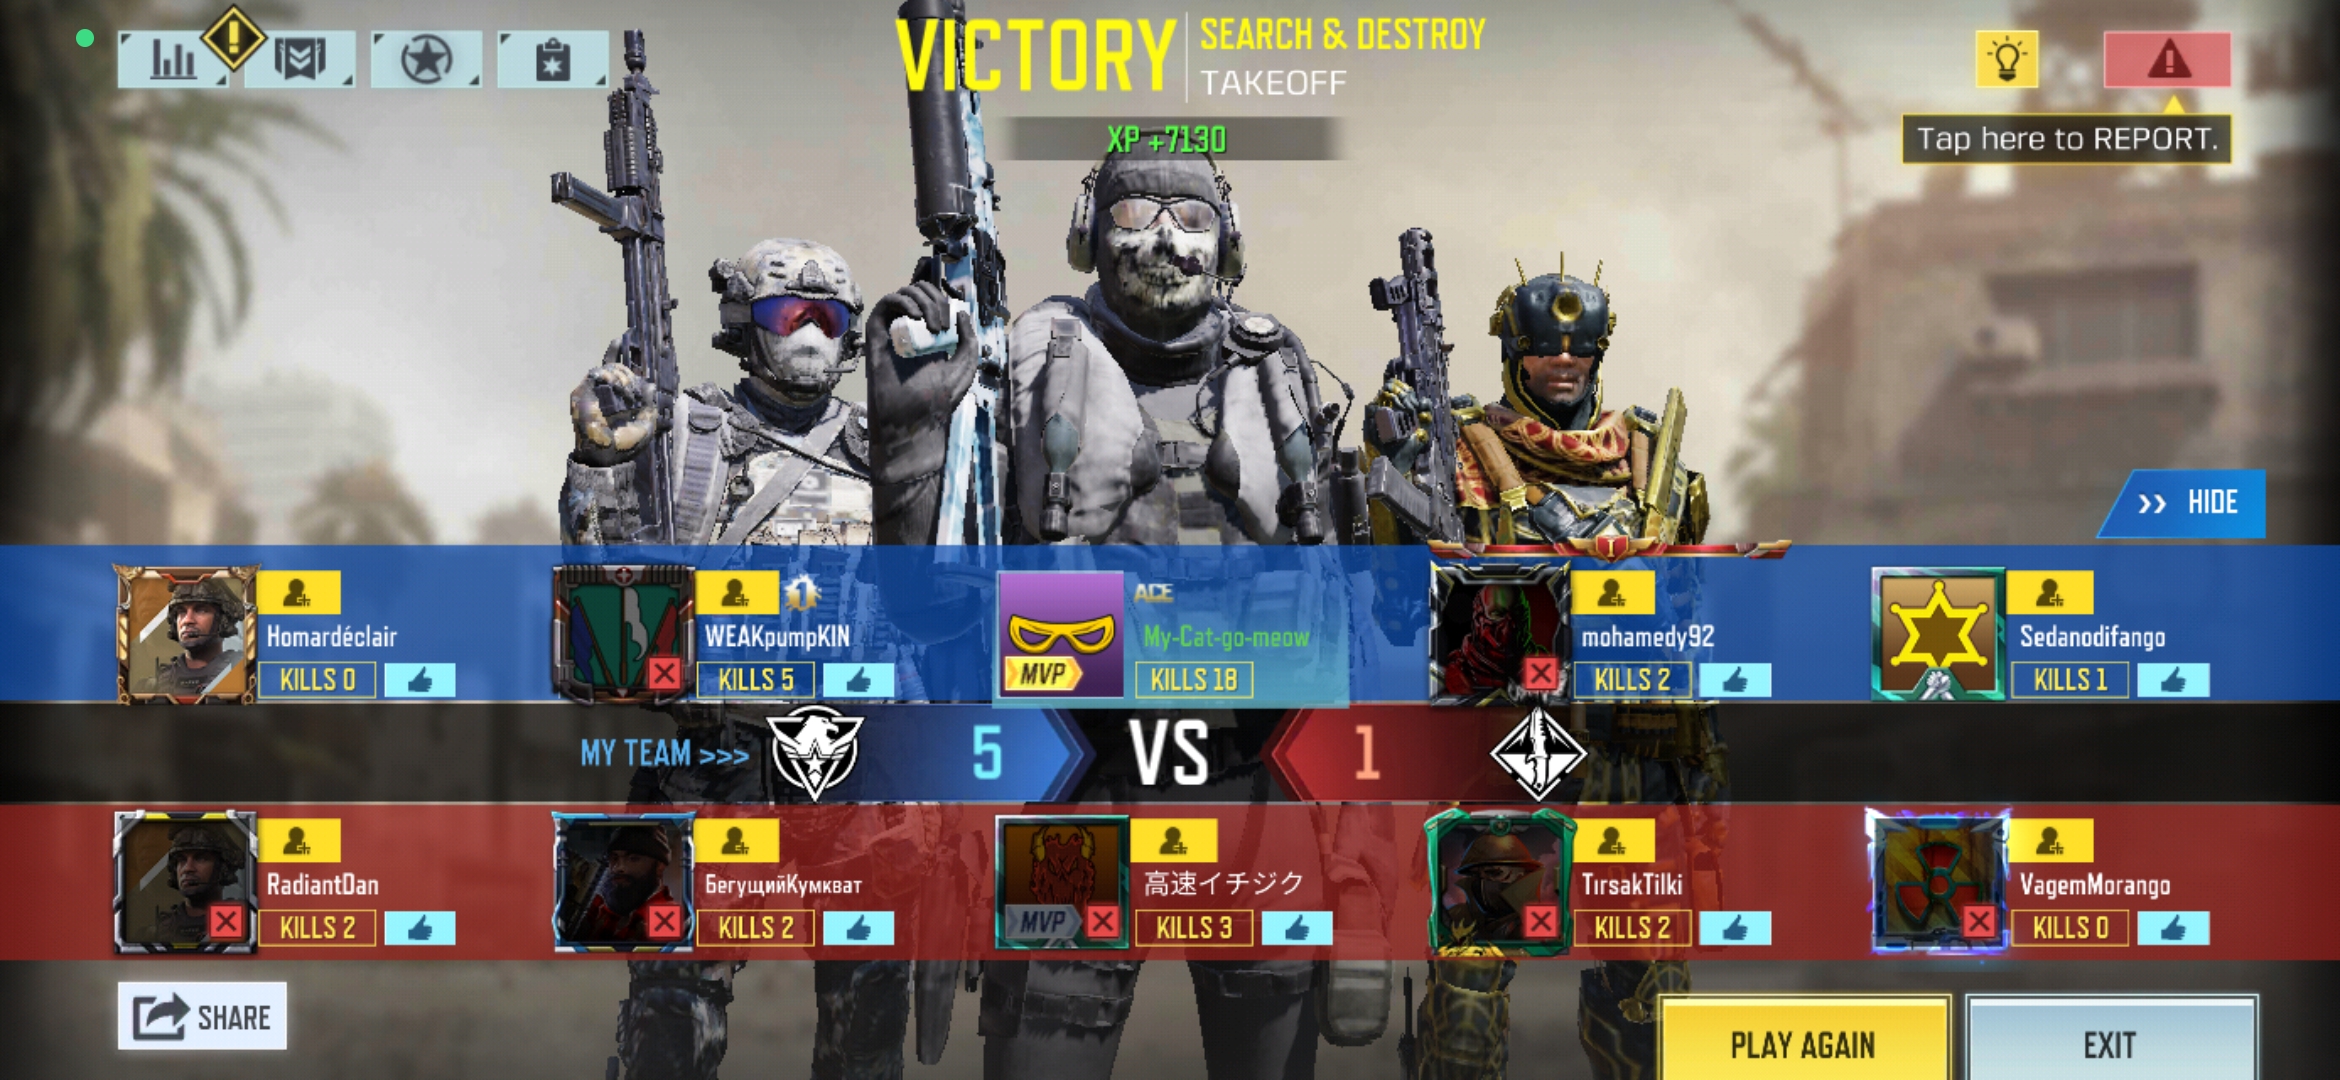 VICTORY
SEARCH & DESTROY
TAKEOFF
XP +7130
Tap here to REPORT.
>> HIDE
Homardéclair
KILLS 0
WEAKpumpKIN
KILLS 5
ACE
My-Cat-go-meow
MVP
KILLS 18
I
mohamedy92
KILLS 2
Sedanodifango
KILLS 1
MY TEAM >>>
5
VS
1
RadiantDan
KILLS 2
БегущийКумкват
KILLS 2
高速イチジク
MVP
KILLS 3
TırsakTilki
KILLS 2
VagemMorango
KILLS 0
SHARE
PLAY AGAIN
EXIT